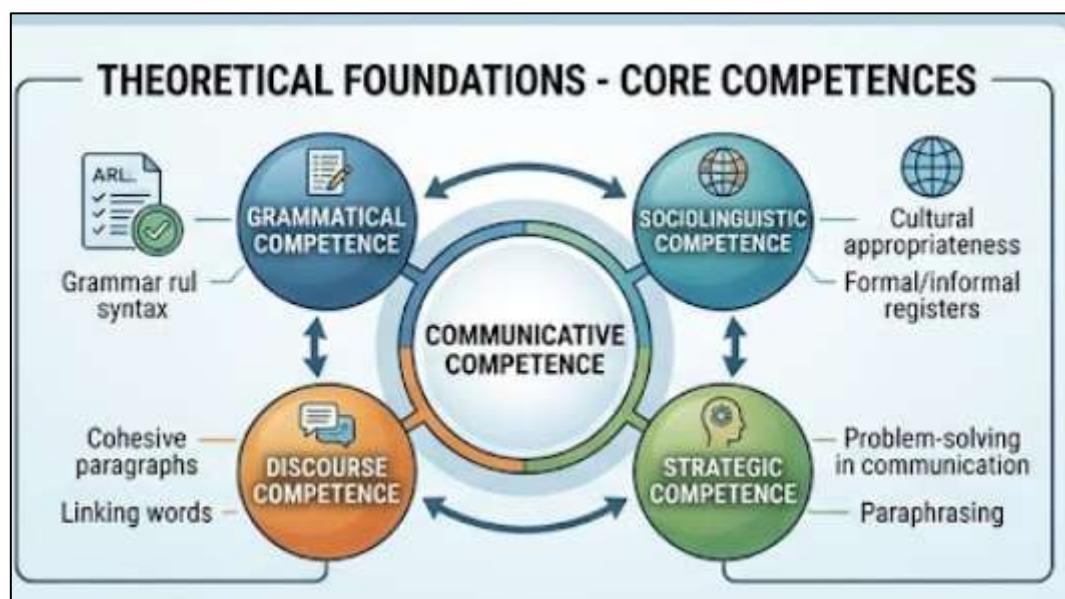 THEORETICAL FOUNDATIONS - CORE COMPETENCES
ARL.
GRAMMATICAL
COMPETENCE
Grammar rul
syntax
SOCIOLINGUISTIC
COMPETENCE
Cultural
appropriateness
Formal/informal
registers
COMMUNICATIVE
COMPETENCE
Cohesive
paragraphs
Linking words
DISCOURSE
COMPETENCE
STRATEGIC
COMPETENCE
Problem-solving
in communication
Paraphrasing